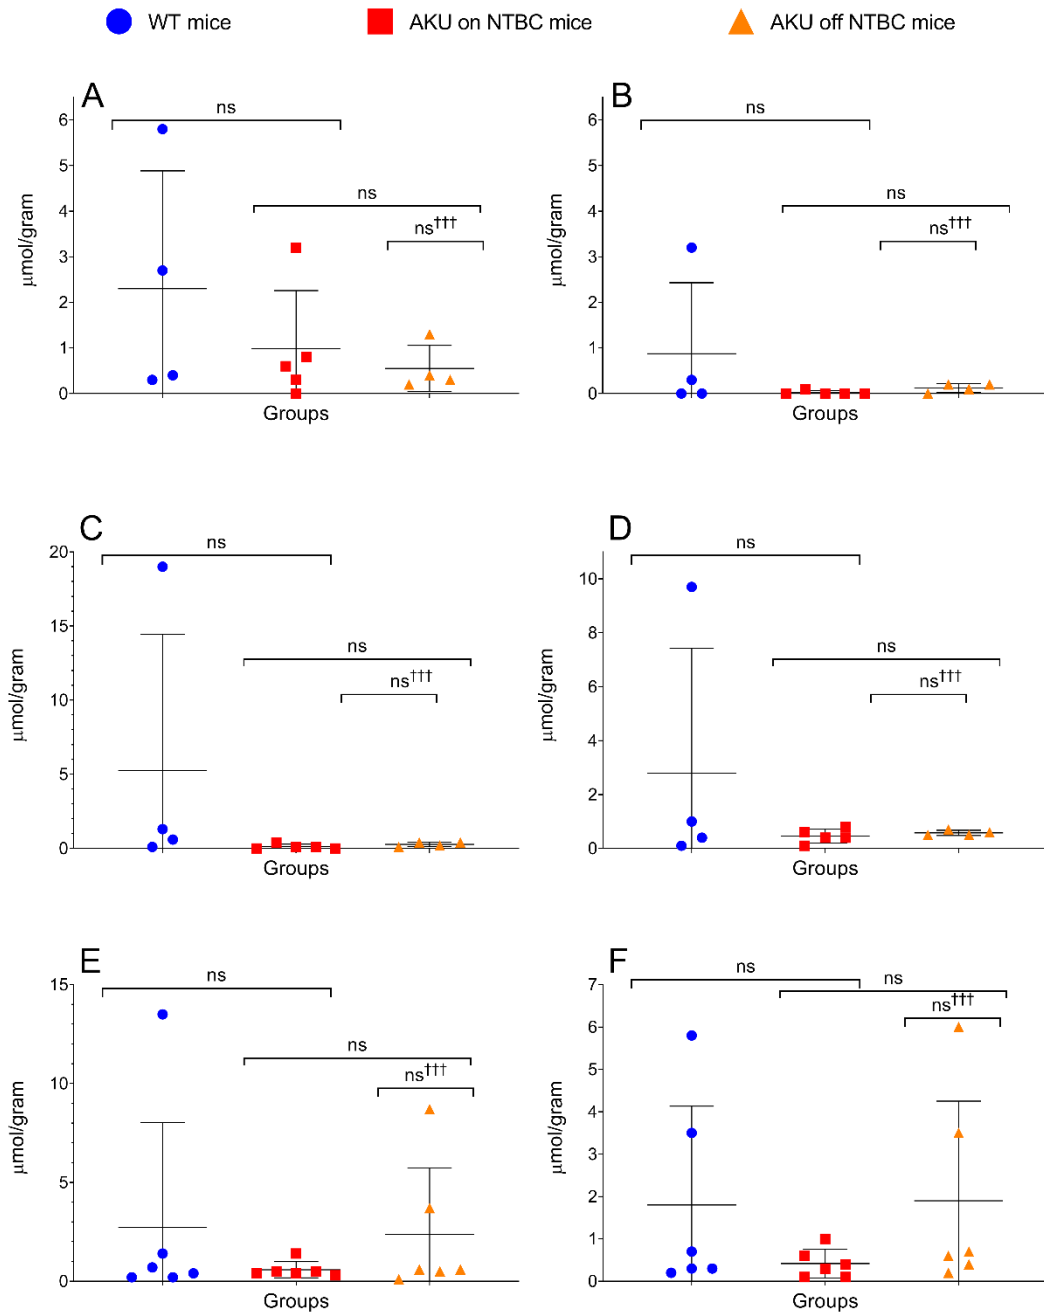 WT mice AKU on NTBC mice AKU off NTBC mice
A
ns
ns
ns†††
6
5
4
3
2
1
0
μmol/gram
Groups
B
ns
ns
ns†††
6
5
4
3
2
1
0
μmol/gram
Groups
C
ns
ns
ns†††
20
15
10
5
0
μmol/gram
Groups
D
ns
ns
ns†††
10
8
6
4
2
0
μmol/gram
Groups
E
ns
ns
ns†††
15
10
5
0
μmol/gram
Groups
F
ns
ns
ns†††
7
6
5
4
3
2
1
0
μmol/gram
Groups